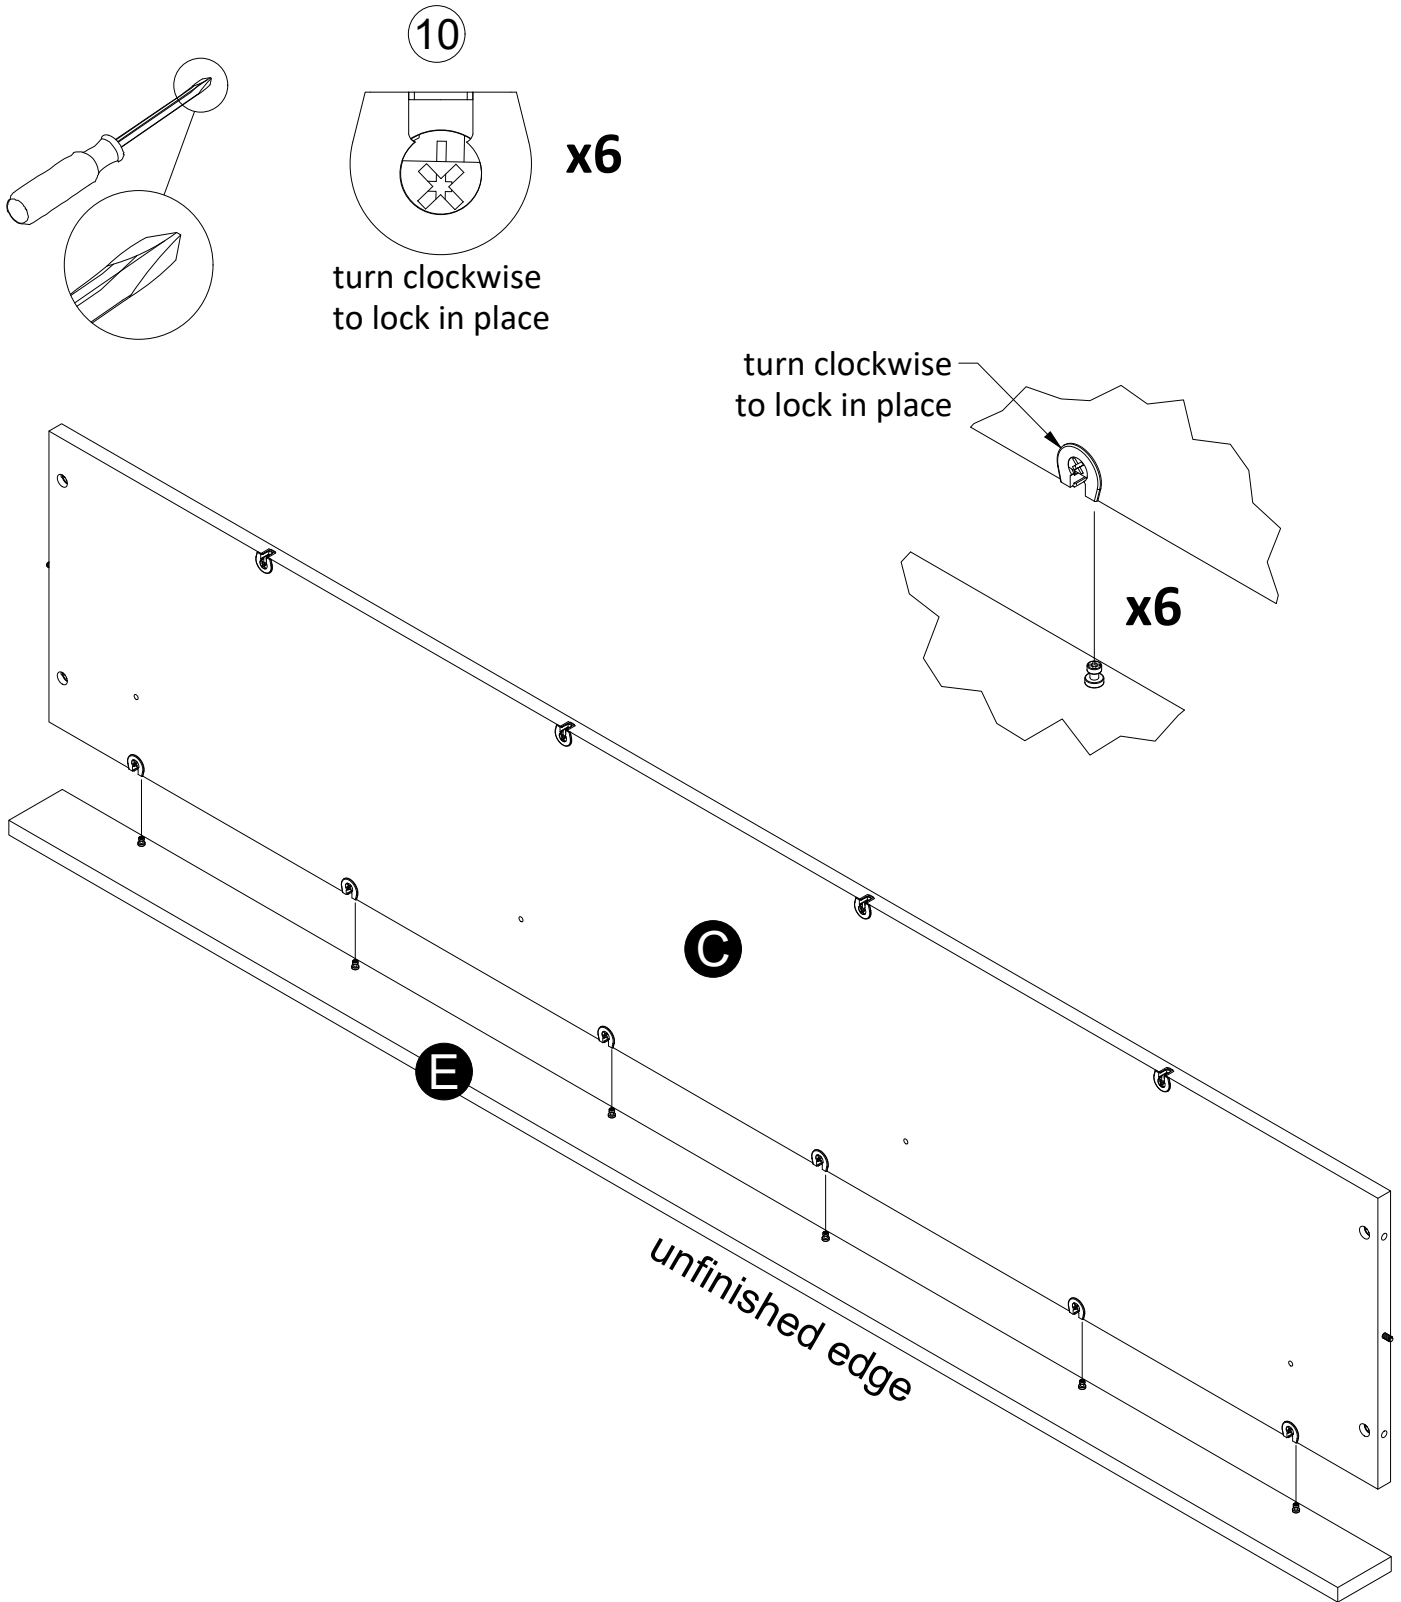 10
x6
turn clockwise
to lock in place
turn clockwise
to lock in place
x6
C
E
unfinished edge